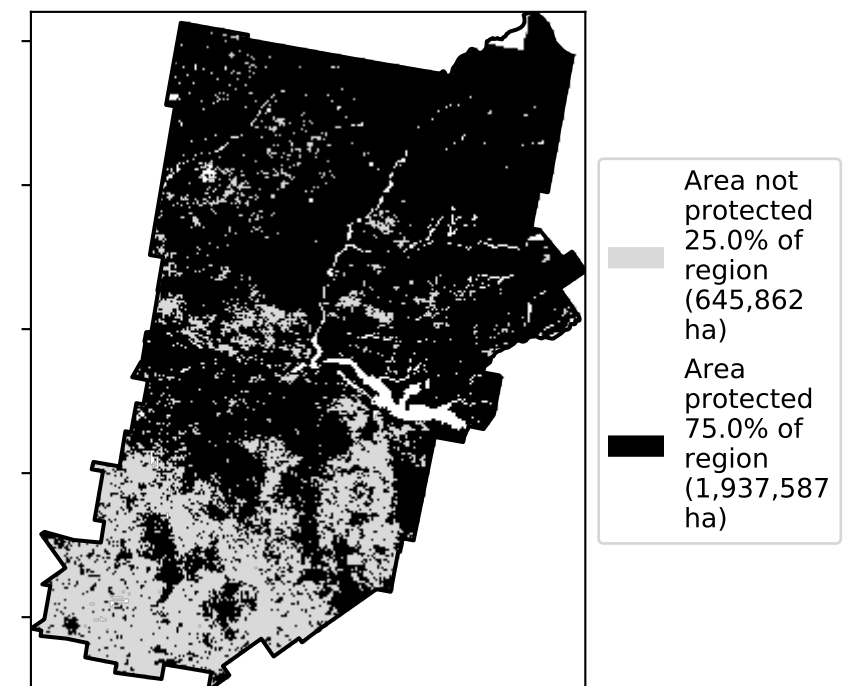 Area not
protected
25.0% of
region
(645,862
ha)
Area
protected
75.0% of
region
(1,937,587
ha)